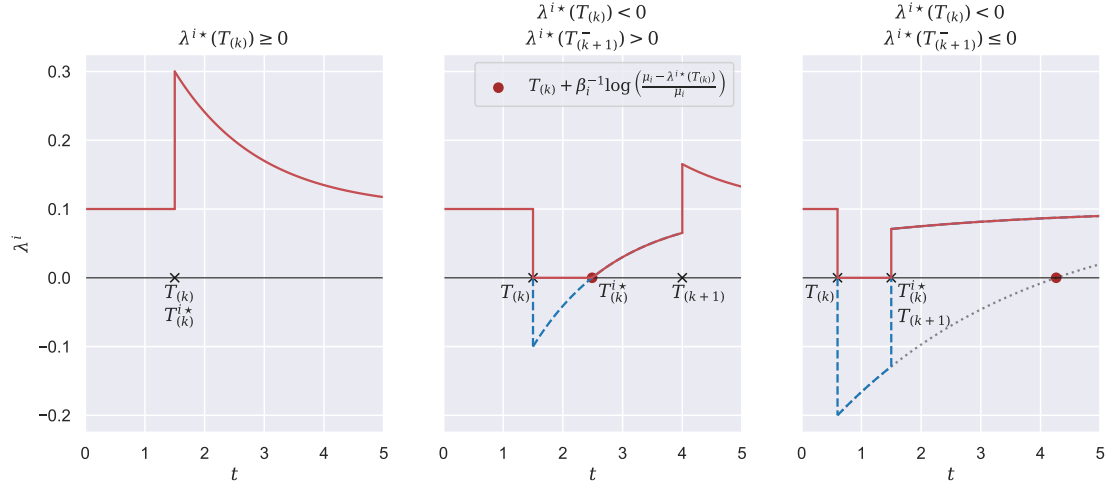 λ^{i⋆}(T_{(k)}) ≥ 0
λ^{i⋆}(T_{(k)}) < 0
λ^{i⋆}(T^−_{(k+1)}) > 0
λ^{i⋆}(T_{(k)}) < 0
λ^{i⋆}(T^−_{(k+1)}) ≤ 0
T_{(k)} + β_i^{−1} log ( \frac{μ_i − λ^{i⋆}(T_{(k)})}{μ_i} )
λ^i
0.3
0.2
0.1
0.0
−0.1
−0.2
T_{(k)}
T^{i⋆}_{(k)}
T_{(k)}
T^{i⋆}_{(k)}
T_{(k+1)}
T_{(k)}
T^{i⋆}_{(k)}
T_{(k+1)}
0 1 2 3 4 5
0 1 2 3 4 5
0 1 2 3 4 5
t
t
t